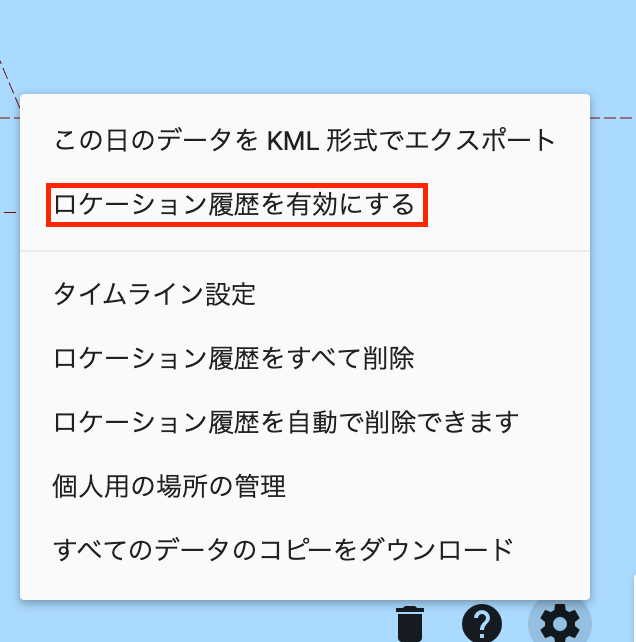 この日のデータを KML 形式でエクスポート
ロケーション履歴を有効にする
タイムライン設定
ロケーション履歴をすべて削除
ロケーション履歴を自動で削除できます
個人用の場所の管理
すべてのデータのコピーをダウンロード
?